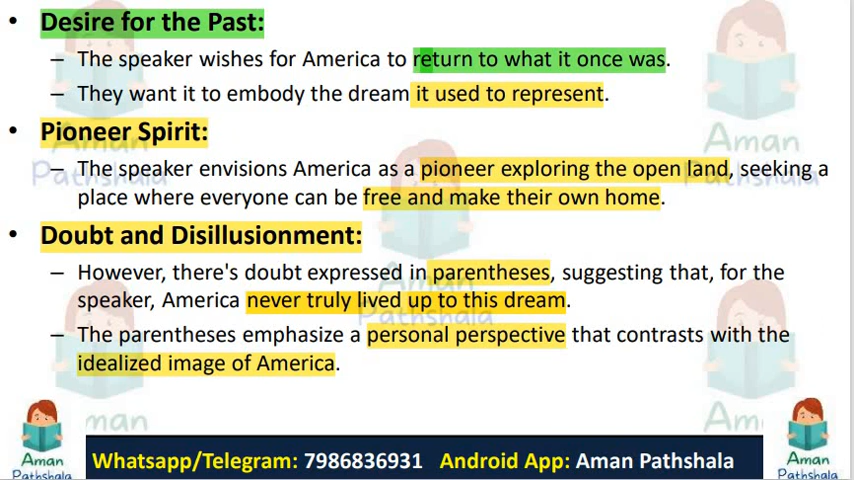 • Desire for the Past:
– The speaker wishes for America to return to what it once was.
– They want it to embody the dream it used to represent.
• Pioneer Spirit:
– The speaker envisions America as a pioneer exploring the open land, seeking a
place where everyone can be free and make their own home.
• Doubt and Disillusionment:
– However, there's doubt expressed in parentheses, suggesting that, for the
speaker, America never truly lived up to this dream.
– The parentheses emphasize a personal perspective that contrasts with the
idealized image of America.
Aman
Pathshala
Whatsapp/Telegram: 7986836931 Android App: Aman Pathshala
Aman
Pathshala